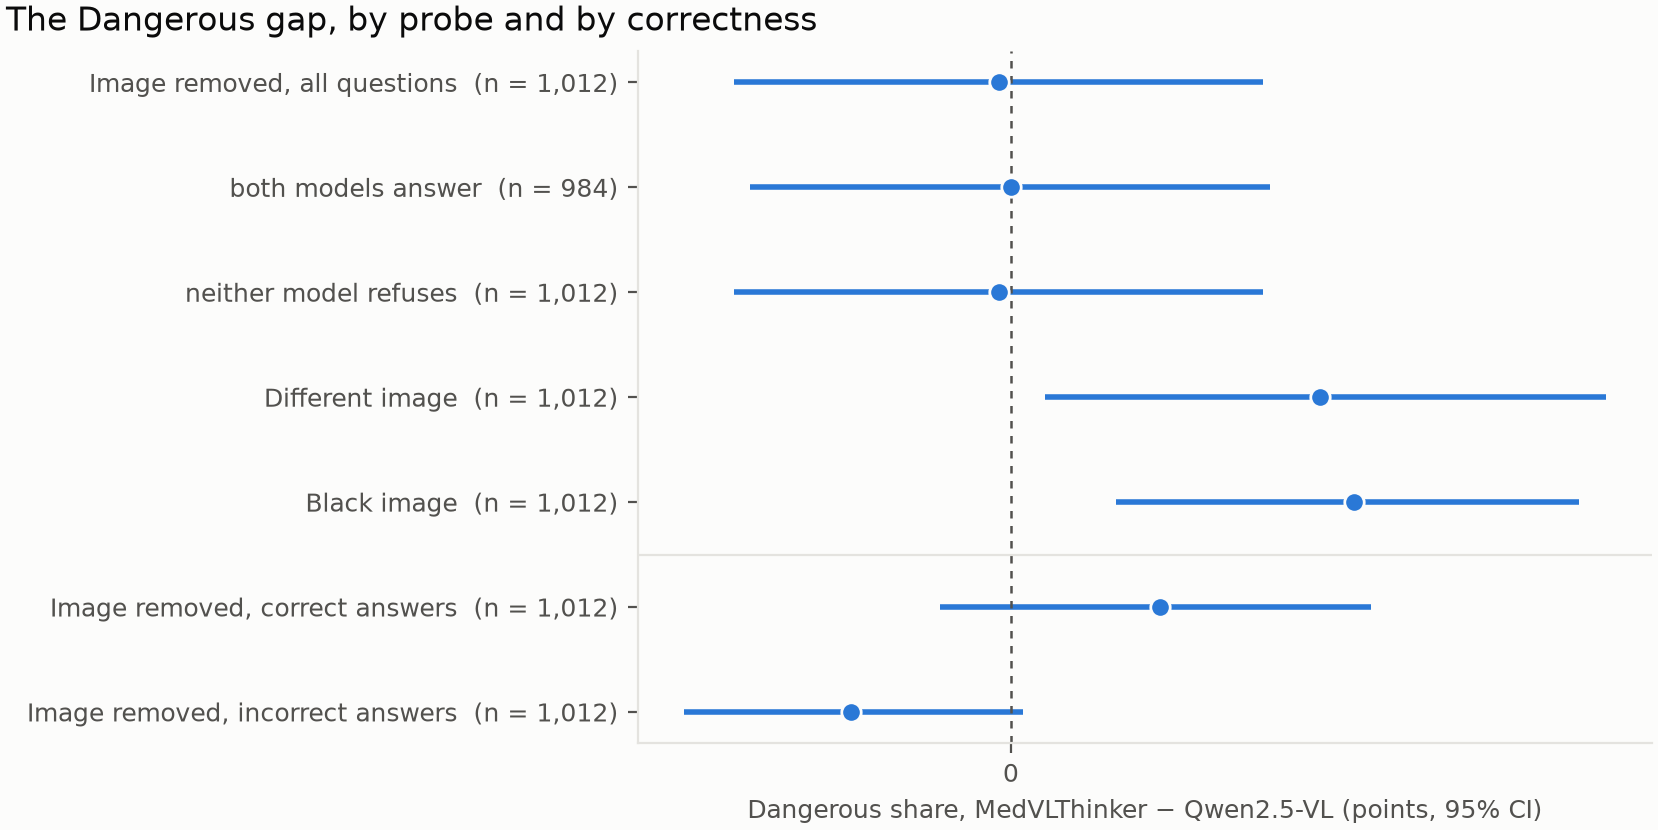 The Dangerous gap, by probe and by correctness
Image removed, all questions (n = 1,012)
both models answer (n = 984)
neither model refuses (n = 1,012)
Different image (n = 1,012)
Black image (n = 1,012)
Image removed, correct answers (n = 1,012)
Image removed, incorrect answers (n = 1,012)
0
Dangerous share, MedVLThinker − Qwen2.5-VL (points, 95% CI)